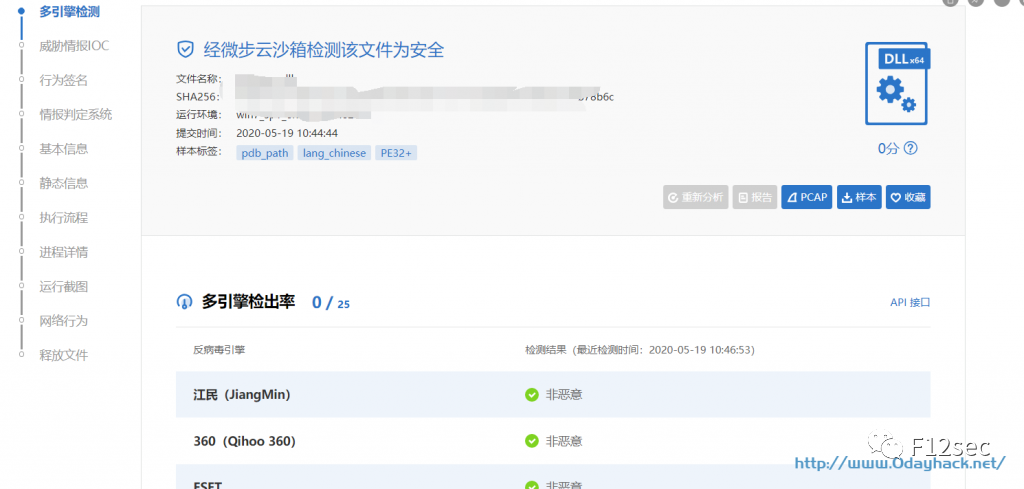 多引擎检测
威胁情报IOC
行为签名
情报判定系统
基本信息
静态信息
执行流程
进程详情
运行截图
网络行为
释放文件
经微步云沙箱检测该文件为安全
文件名称：
SHA256：
378b6c
运行环境：
提交时间： 2020-05-19 10:44:44
样本标签： pdb_path lang_chinese PE32+
DLL x64
0分
重新分析 报告 PCAP 样本 收藏
多引擎检出率 0 / 25
API 接口
反病毒引擎 检测结果（最近检测时间：2020-05-19 10:46:53）
江民（JiangMin） 非恶意
360（Qihoo 360） 非恶意
ESET 非恶意
F12sec
http://www.0dayhack.net/